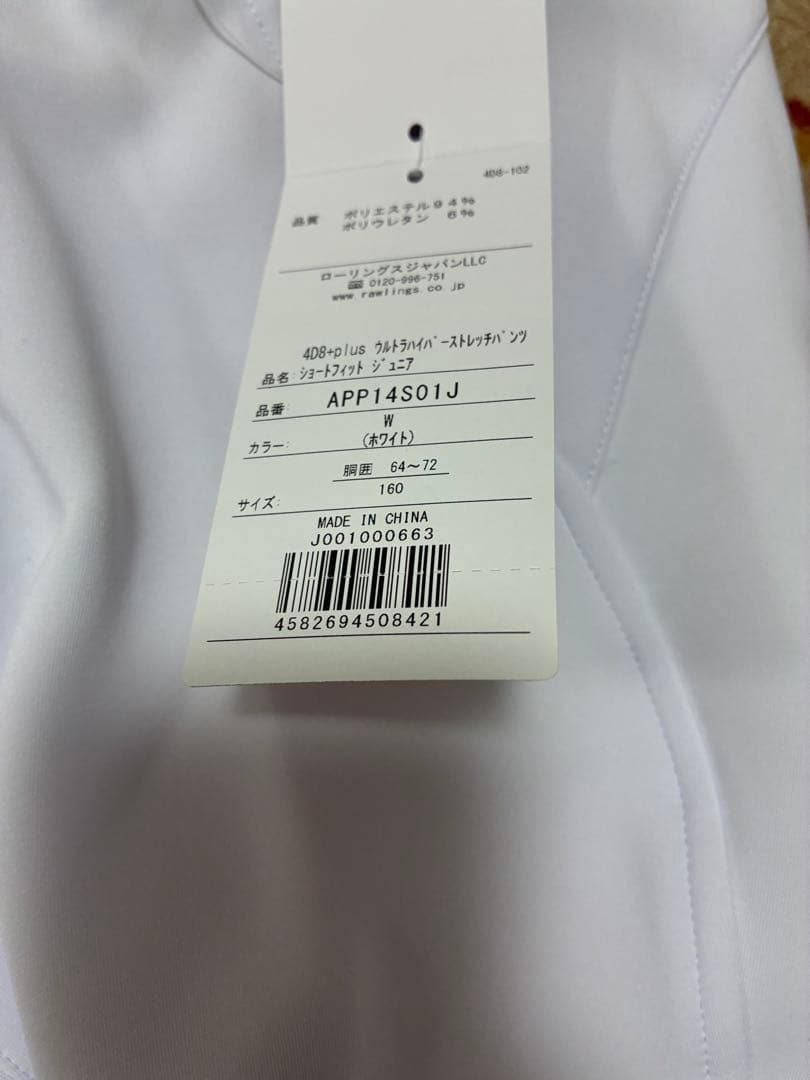 4D8-102
品質 ポリエステル94%
ポリウレタン 6%
ローリングスジャパンLLC
0120-996-751
www.rawlings.co.jp
4D8+plus ウルトラハイパーストレッチパンツ
品名: ショートフィット ジュニア
品番: APP14S01J
W
カラー: (ホワイト)
胴囲 64〜72
サイズ: 160
MADE IN CHINA
J001000663
4582694508421